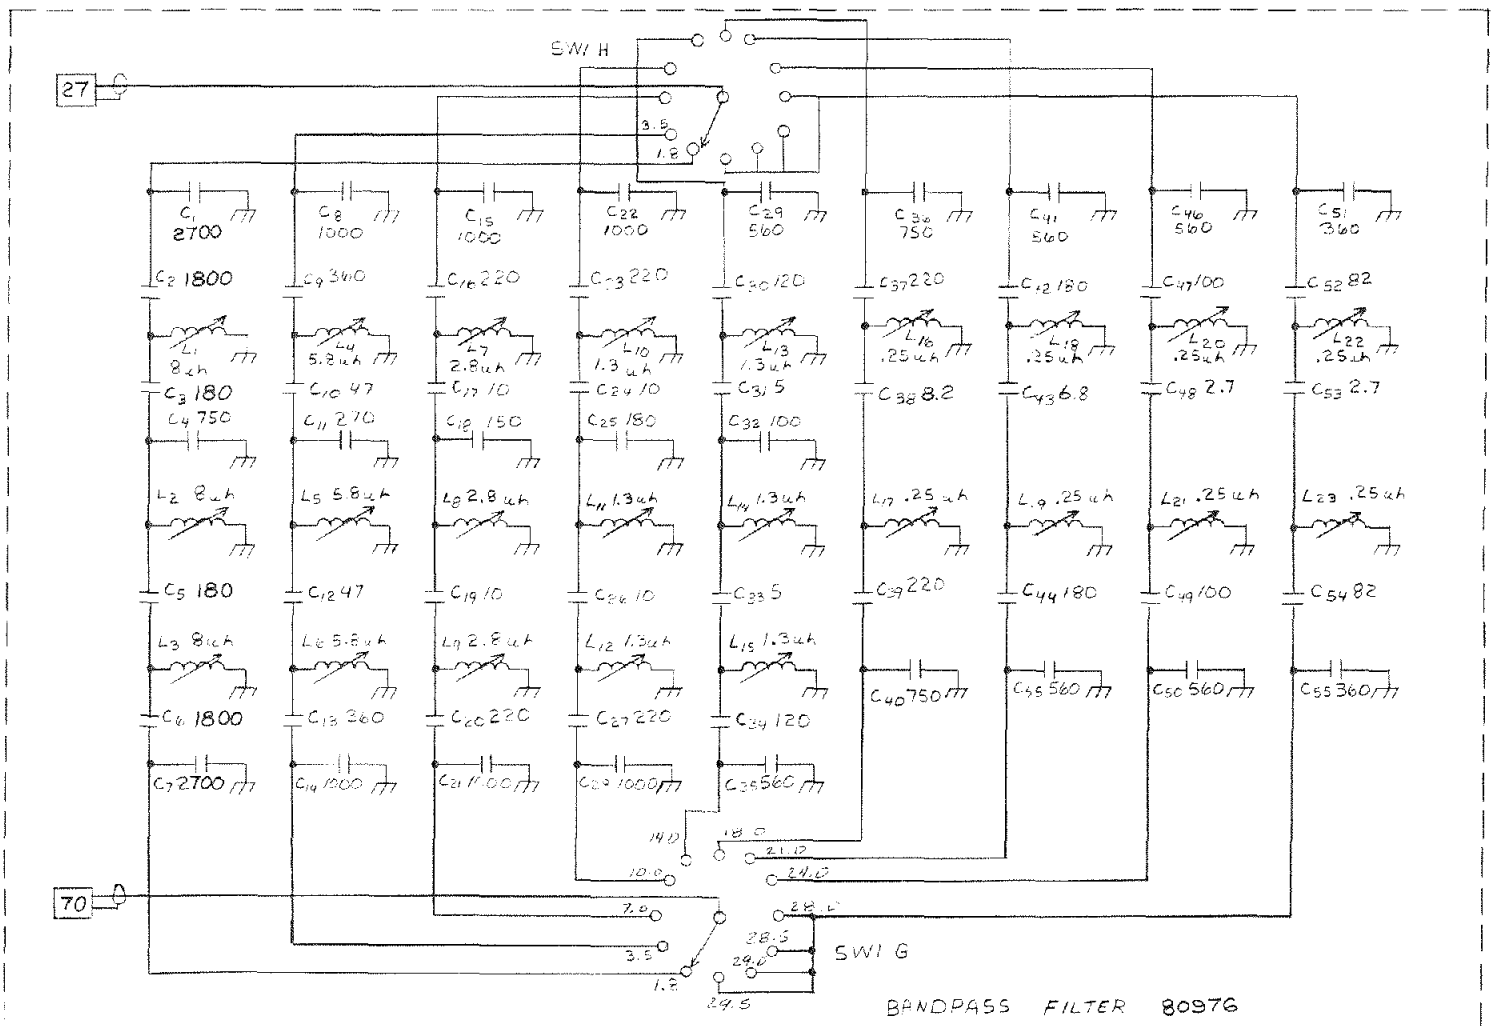 SW1 H
27
3.5
1.8
C1 2700
C8 1000
C15 1000
C22 1000
C29 560
C36 750
C41 560
C46 560
C51 360
C2 1800
C9 360
C16 220
C23 220
C30 120
C37 220
C42 180
C47 100
C52 82
L1 8uh
L4 5.8uh
L7 2.8uh
L10 1.3uh
L13 1.3uh
L16 .25uh
L18 .25uh
L20 .25uh
L22 .25uh
C3 180
C10 47
C17 10
C24 10
C31 5
C38 8.2
C43 6.8
C48 2.7
C53 2.7
C4 750
C11 270
C18 150
C25 180
C32 100
L2 8uh
L5 5.8uh
L8 2.8uh
L11 1.3uh
L14 1.3uh
L17 .25uh
L19 .25uh
L21 .25uh
L23 .25uh
C5 180
C12 47
C19 10
C26 10
C33 5
C39 220
C44 180
C49 100
C54 82
L3 8uh
L6 5.8uh
L9 2.8uh
L12 1.3uh
L15 1.3uh
C40 750
560
C50 560
C55 360
C6 1800
C13 360
C20 220
C27 220
C34 120
C7 2700
C14 1000
C21 1000
1000
C35 560
14.0
18.0
21.0
10.0
24.0
70
7.0
28.0
3.5
28.5
SW1 G
1.8
29.0
29.5
BANDPASS FILTER 80976